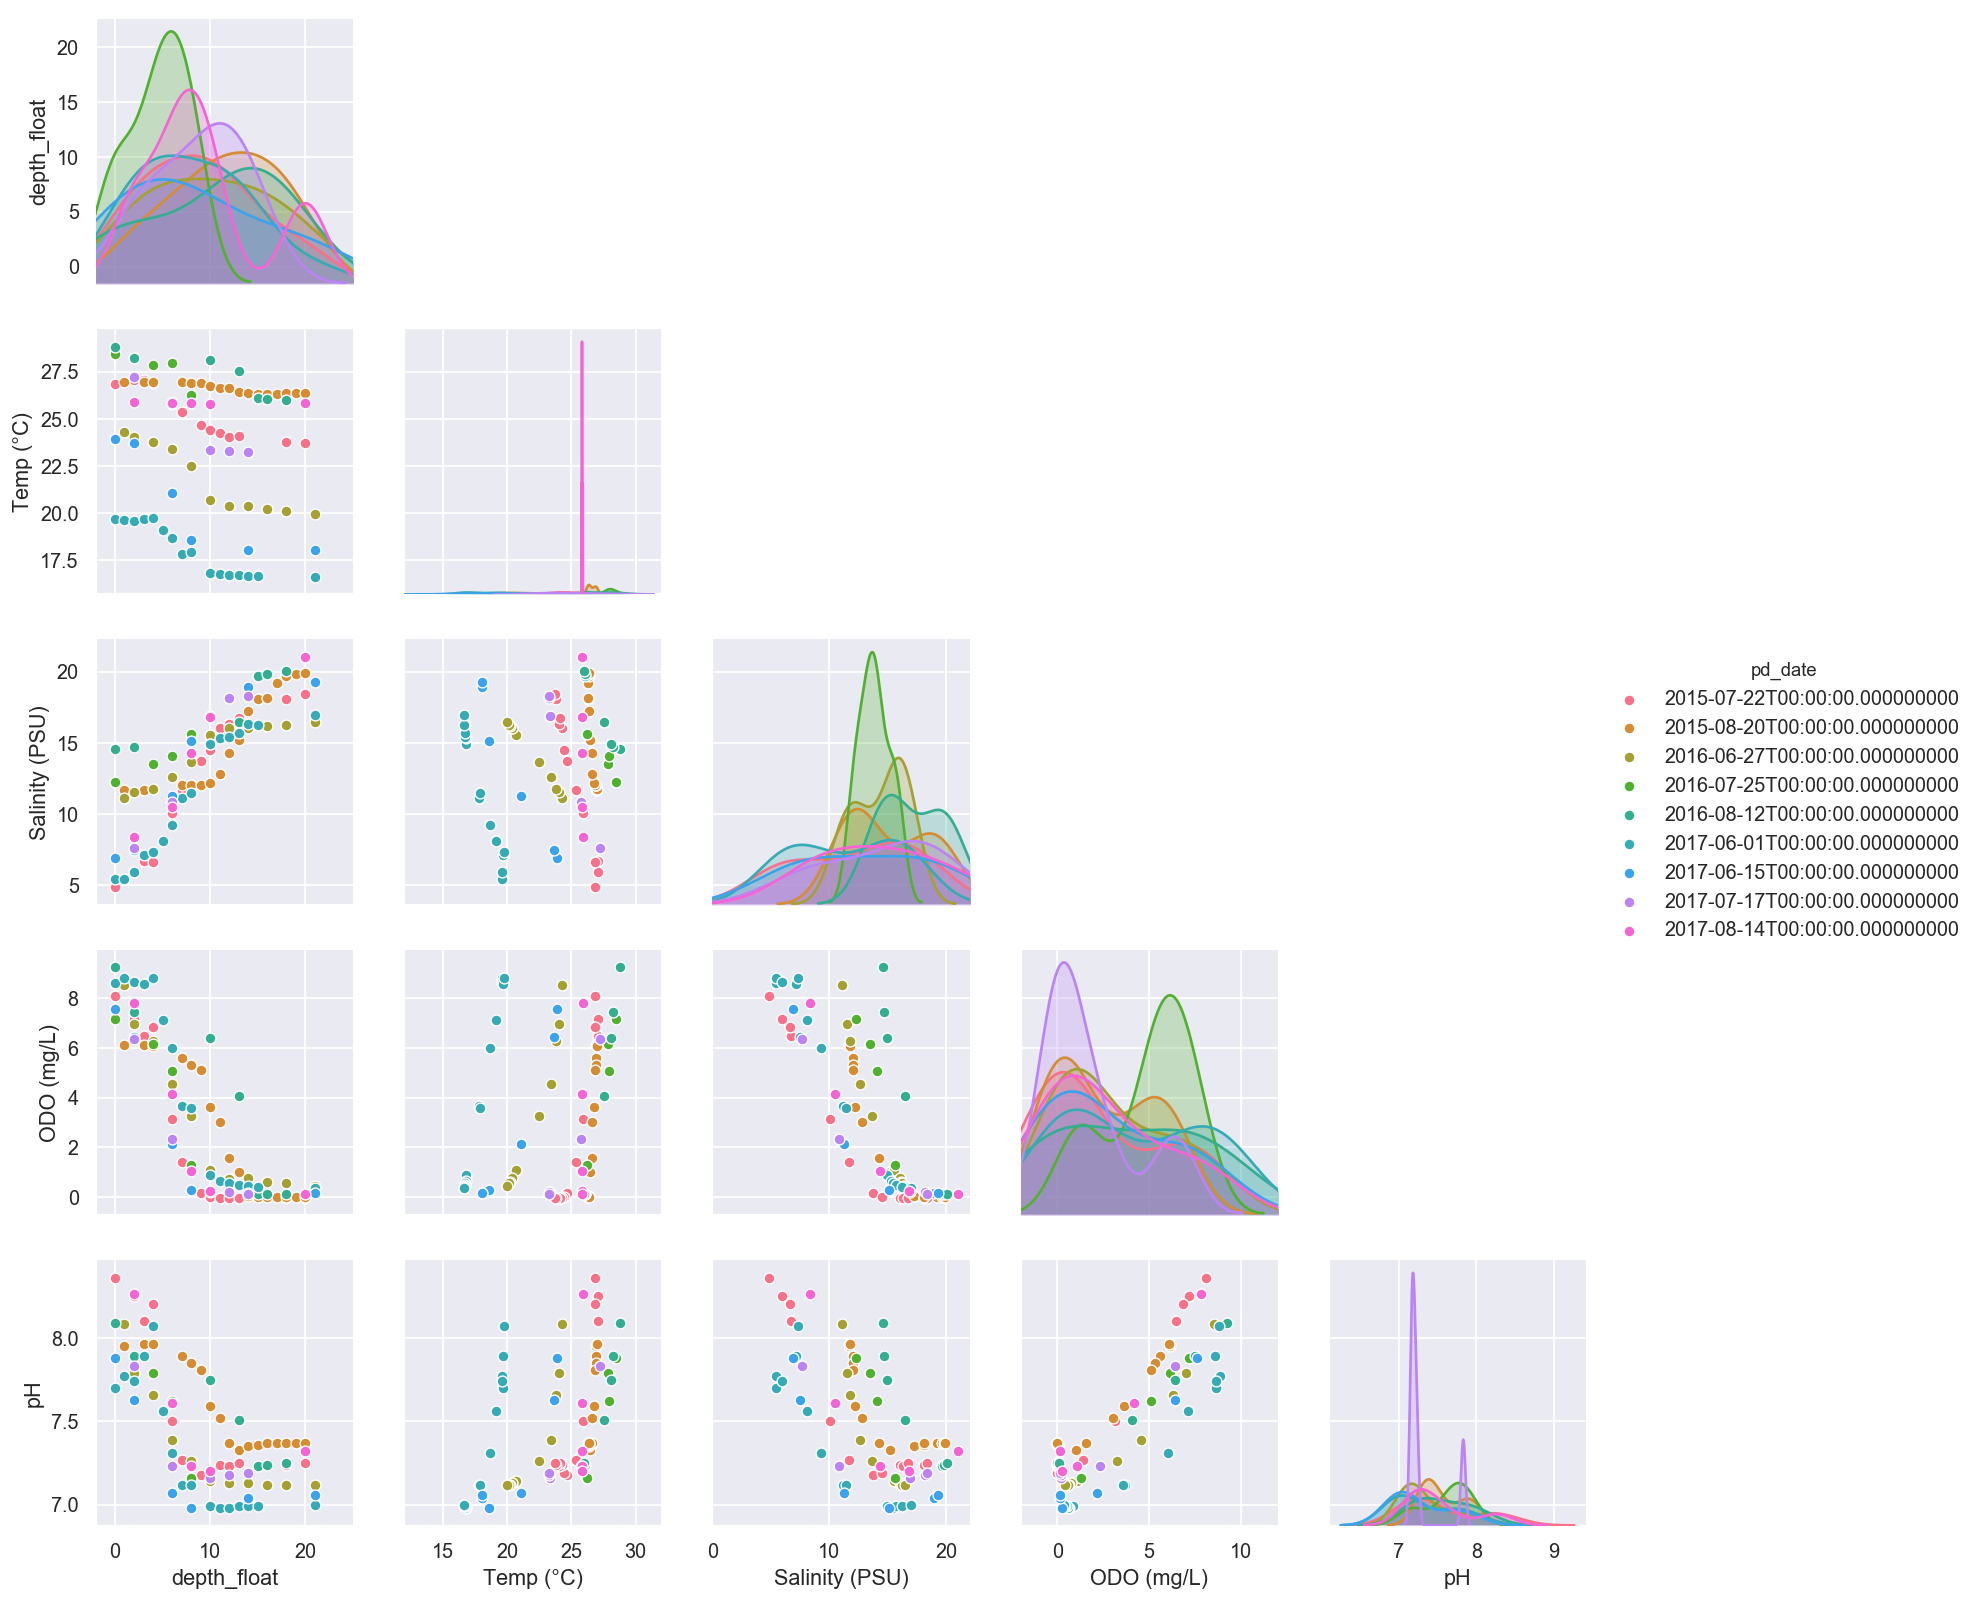 20
15
10
5
0
depth_float
27.5
25.0
22.5
20.0
17.5
Temp (°C)
20
15
10
5
Salinity (PSU)
pd_date
2015-07-22T00:00:00.000000000
2015-08-20T00:00:00.000000000
2016-06-27T00:00:00.000000000
2016-07-25T00:00:00.000000000
2016-08-12T00:00:00.000000000
2017-06-01T00:00:00.000000000
2017-06-15T00:00:00.000000000
2017-07-17T00:00:00.000000000
2017-08-14T00:00:00.000000000
8
6
4
2
0
ODO (mg/L)
8.0
7.5
7.0
pH
0 10 20
depth_float
15 20 25 30
Temp (°C)
0 10 20
Salinity (PSU)
0 5 10
ODO (mg/L)
7 8 9
pH